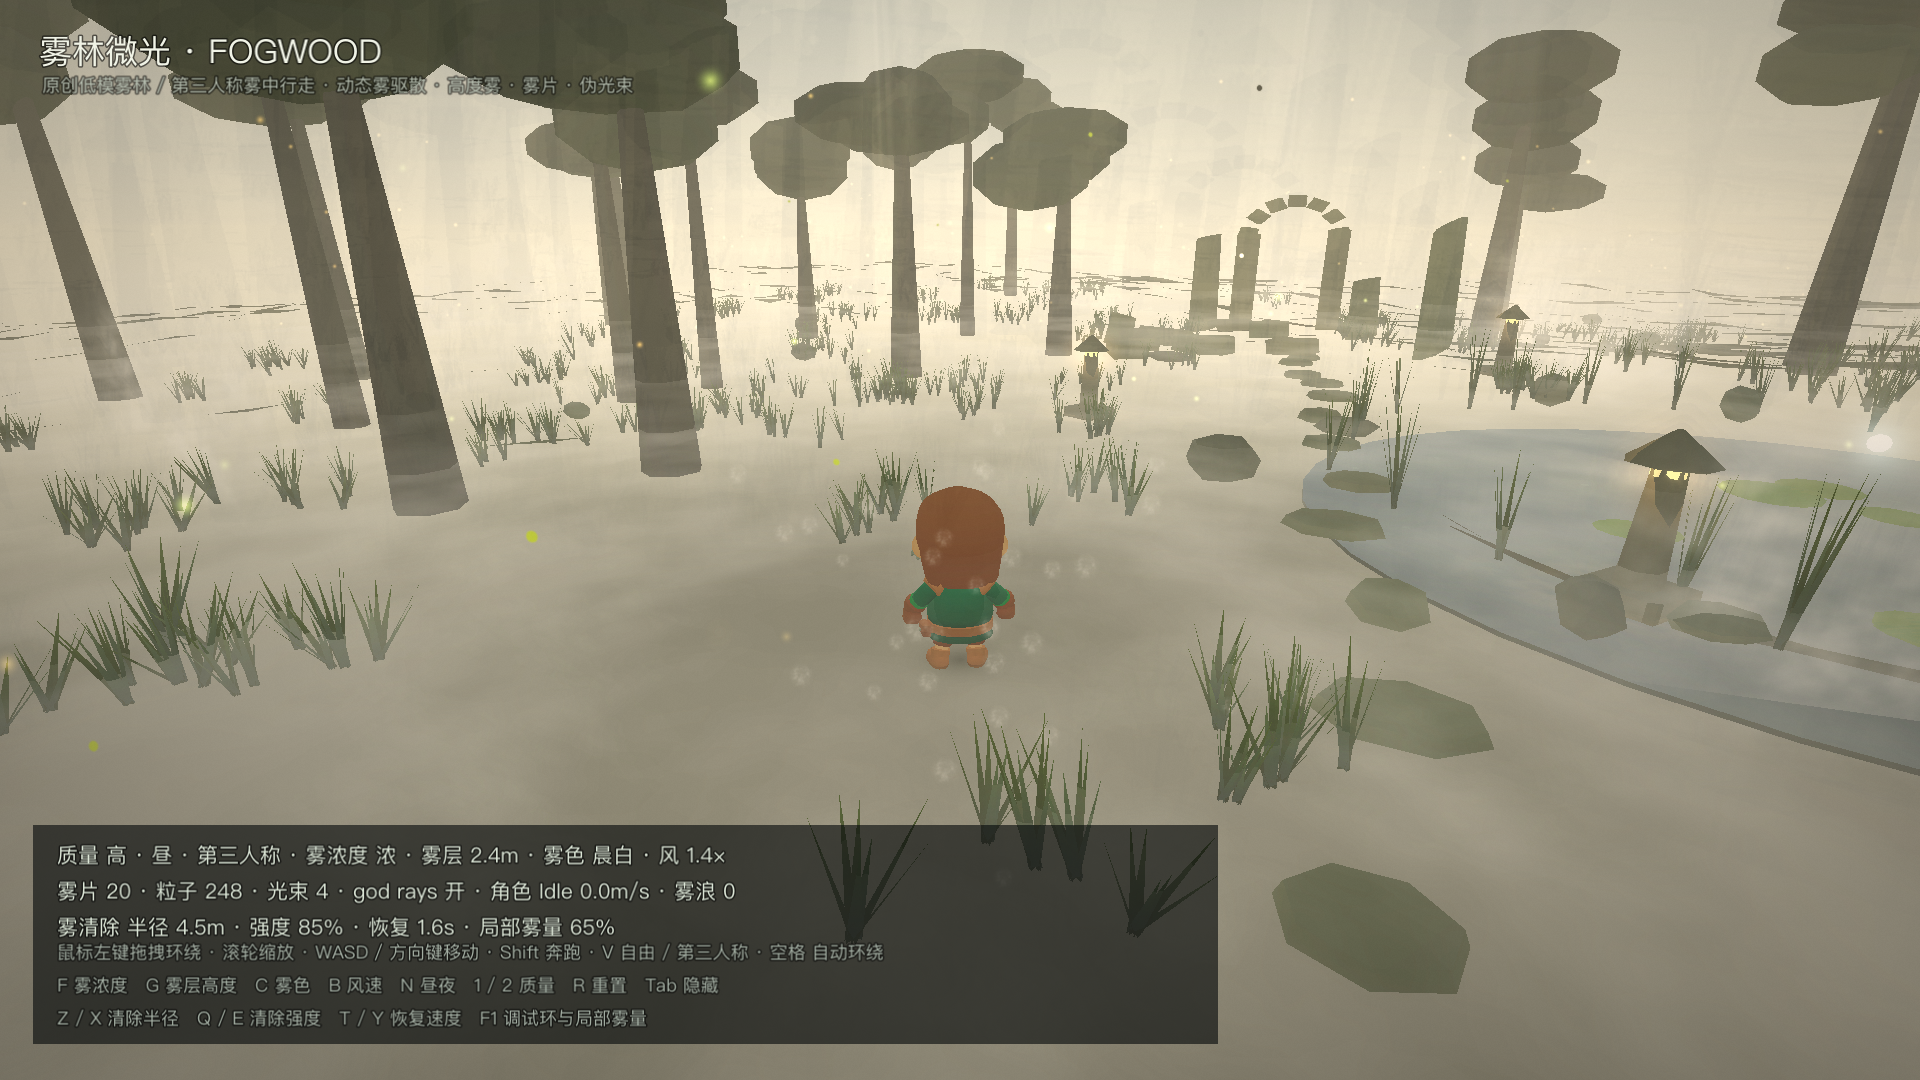 雾林微光 · FOGWOOD
原创低模雾林 / 第三人称雾中行走 · 动态雾驱散 · 高度雾 · 雾片 · 伪光束
质量 高 · 昼 · 第三人称 · 雾浓度 浓 · 雾层 2.4m · 雾色 晨白 · 风 1.4×
雾片 20 · 粒子 248 · 光束 4 · god rays 开 · 角色 Idle 0.0m/s · 雾浪 0
雾清除 半径 4.5m · 强度 85% · 恢复 1.6s · 局部雾量 65%
鼠标左键拖拽环绕 · 滚轮缩放 · WASD / 方向键移动 · Shift 奔跑 · V 自由 / 第三人称 · 空格 自动环绕
F 雾浓度 G 雾层高度 C 雾色 B 风速 N 昼夜 1 / 2 质量 R 重置 Tab 隐藏
Z / X 清除半径 Q / E 清除强度 T / Y 恢复速度 F1 调试环与局部雾量